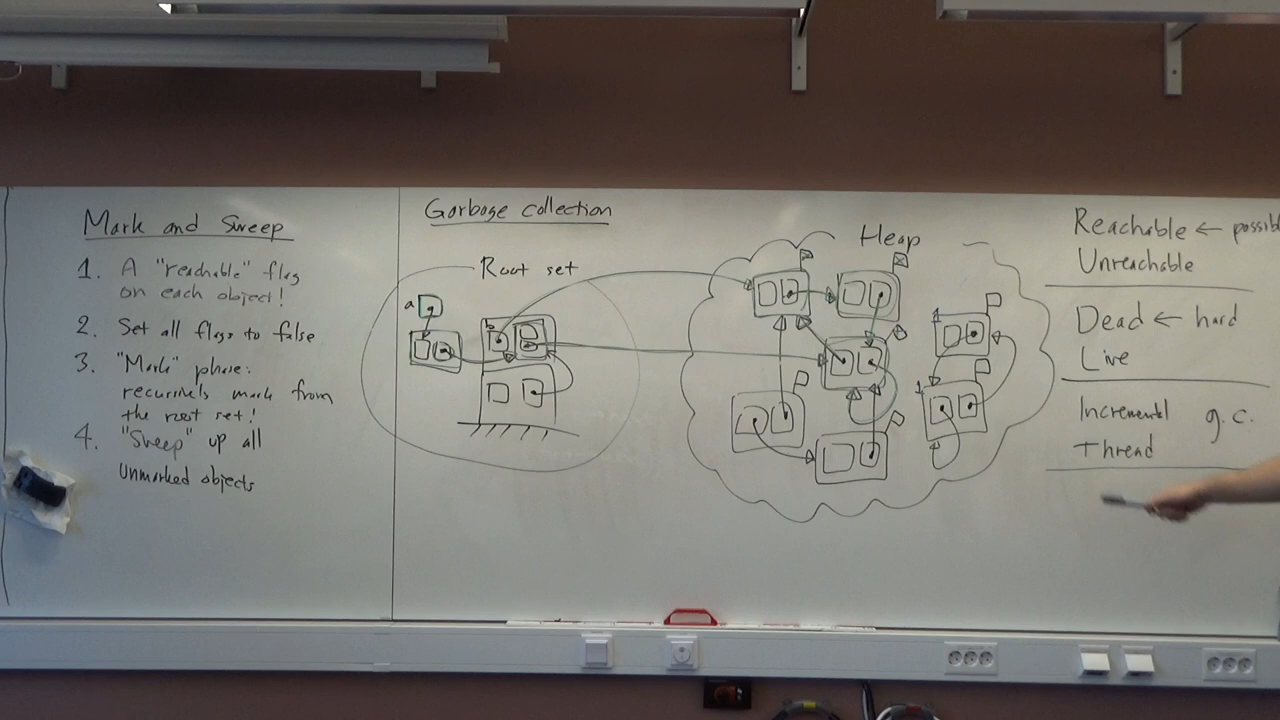 Mark and Sweep
1. A "reachable" flag
on each object!
2. Set all flags to false
3. "Mark" phase:
recursively mark from
the root set!
4. "Sweep" up all
unmarked objects
Garbage collection
Root set
a
b
Heap
1
1
Reachable ← possib
Unreachable
Dead ← hard
Live
Incremental g.c.
Thread